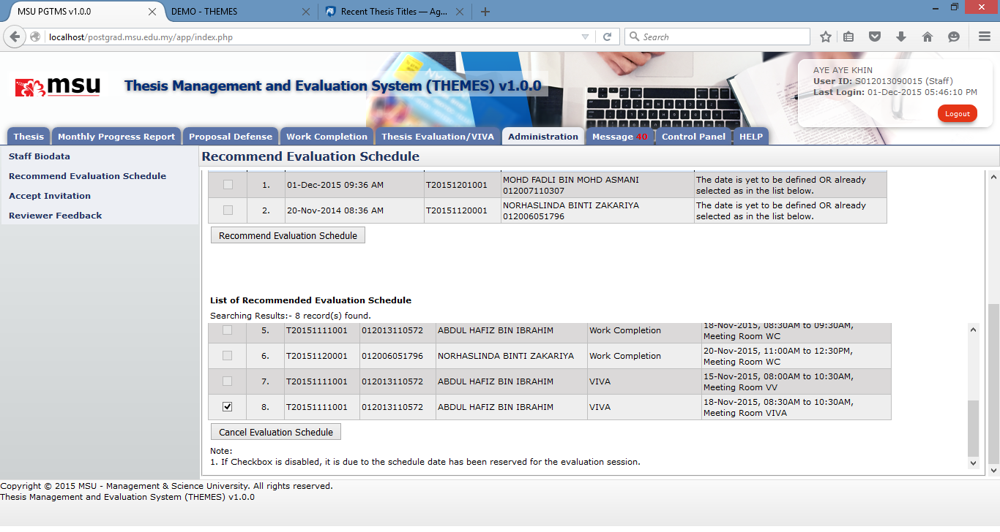 MSU PGTMS v1.0.0
DEMO - THEMES
Recent Thesis Titles — Ag...
localhost/postgrad.msu.edu.my/app/index.php
Search
msu
Thesis Management and Evaluation System (THEMES) v1.0.0
AYE AYE KHIN
User ID: S012013090015 (Staff)
Last Login: 01-Dec-2015 05:46:10 PM
Logout
Thesis
Monthly Progress Report
Proposal Defense
Work Completion
Thesis Evaluation/VIVA
Administration
Message 40
Control Panel
HELP
Staff Biodata
Recommend Evaluation Schedule
Accept Invitation
Reviewer Feedback
Recommend Evaluation Schedule
1. 01-Dec-2015 09:36 AM T20151201001 MOHD FADLI BIN MOHD ASMANI The date is yet to be defined OR already
012007110307 selected as in the list below.
2. 20-Nov-2014 08:36 AM T20151120001 NORHASLINDA BINTI ZAKARIYA The date is yet to be defined OR already
012006051796 selected as in the list below.
Recommend Evaluation Schedule
List of Recommended Evaluation Schedule
Searching Results:- 8 record(s) found.
5. T20151111001 012013110572 ABDUL HAFIZ BIN IBRAHIM Work Completion 18-Nov-2015, 08:30AM to 09:30AM,
Meeting Room WC
6. T20151120001 012006051796 NORHASLINDA BINTI ZAKARIYA Work Completion 20-Nov-2015, 11:00AM to 12:30PM,
Meeting Room WC
7. T20151111001 012013110572 ABDUL HAFIZ BIN IBRAHIM VIVA 15-Nov-2015, 08:00AM to 10:30AM,
Meeting Room VV
8. T20151111001 012013110572 ABDUL HAFIZ BIN IBRAHIM VIVA 18-Nov-2015, 08:30AM to 10:30AM,
Meeting Room VIVA
Cancel Evaluation Schedule
Note:
1. If Checkbox is disabled, it is due to the schedule date has been reserved for the evaluation session.
Copyright © 2015 MSU - Management & Science University. All rights reserved.
Thesis Management and Evaluation System (THEMES) v1.0.0